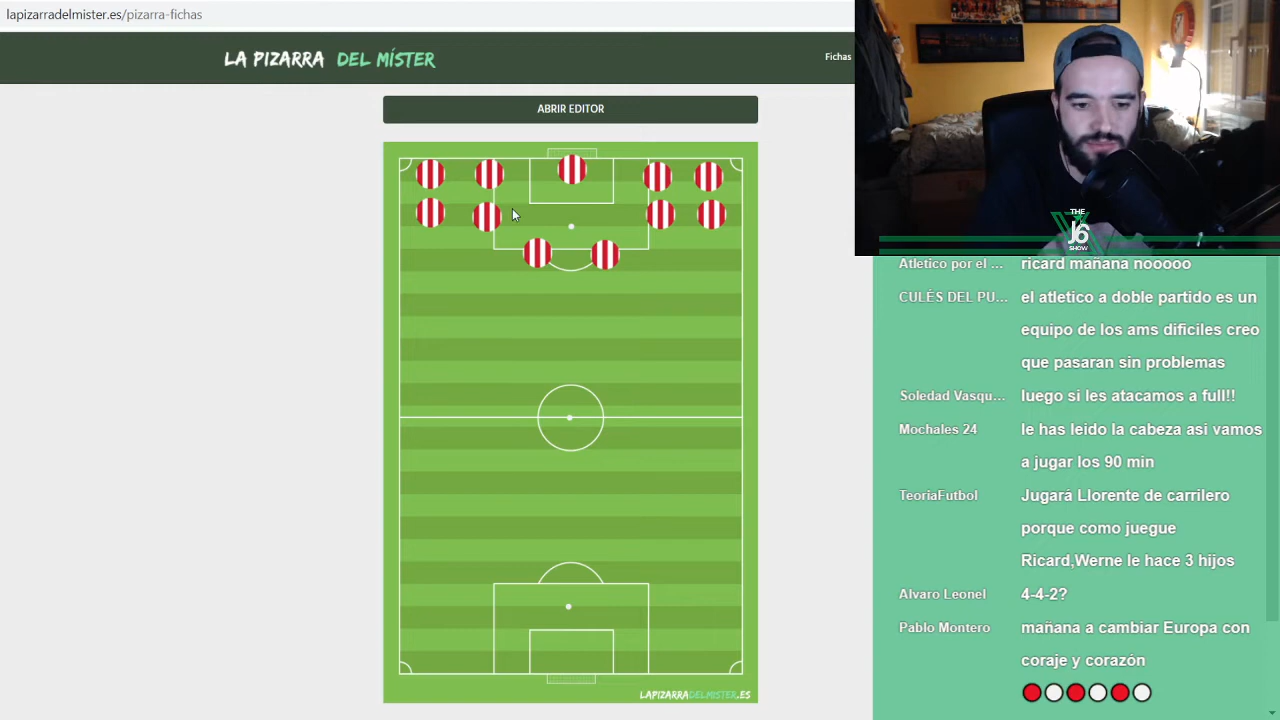 lapizarradelmister.es/pizarra-fichas
LA PIZARRA DEL MÍSTER
Fichas
ABRIR EDITOR
THE
J6
SHOW
Atletico por el ... ricard mañana nooooo
CULÉS DEL PU... el atletico a doble partido es un
equipo de los ams dificiles creo
que pasaran sin problemas
Soledad Vasqu... luego si les atacamos a full!!
Mochales 24 le has leido la cabeza asi vamos
a jugar los 90 min
TeoriaFutbol Jugará Llorente de carrilero
porque como juegue
Ricard,Werne le hace 3 hijos
Alvaro Leonel 4-4-2?
Pablo Montero mañana a cambiar Europa con
coraje y corazón
LAPIZARRADELMISTER.ES